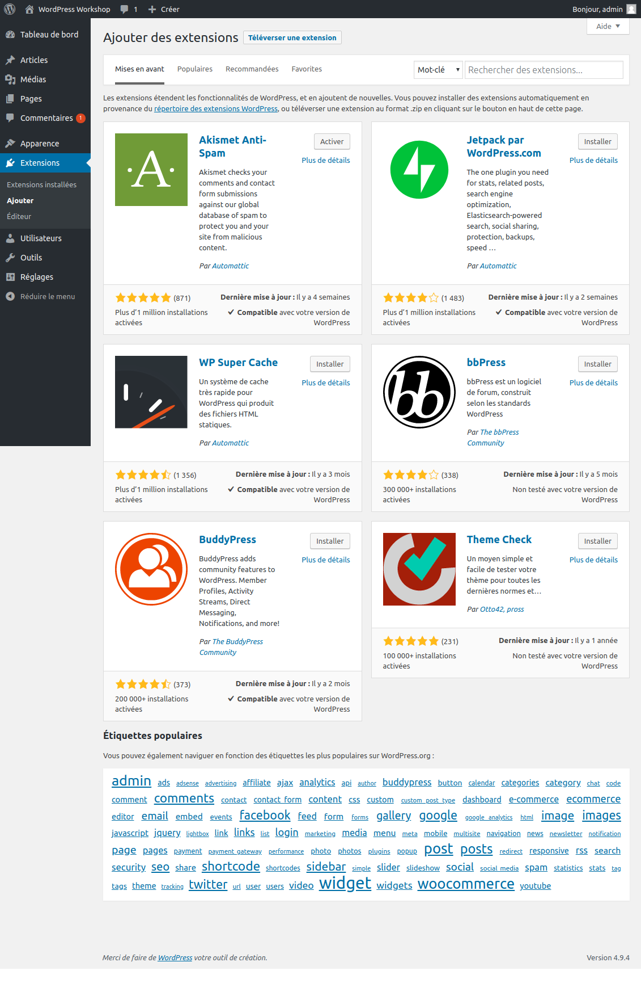 WordPress Workshop 1 Créer Bonjour, admin
Aide
Tableau de bord
Articles
Médias
Pages
Commentaires 1
Apparence
Extensions
Extensions installées
Ajouter
Éditeur
Utilisateurs
Outils
Réglages
Réduire le menu
Ajouter des extensions Téléverser une extension
Mises en avant Populaires Recommandées Favorites Mot-clé Rechercher des extensions...
Les extensions étendent les fonctionnalités de WordPress, et en ajoutent de nouvelles. Vous pouvez installer des extensions automatiquement en
provenance du répertoire des extensions WordPress, ou téléverser une extension au format .zip en cliquant sur le bouton en haut de cette page.
A
Akismet Anti-
Spam
Activer
Plus de détails
Akismet checks your
comments and contact
form submissions
against our global
database of spam to
protect you and your
site from malicious
content.
Par Automattic
(871)
Plus d’1 million installations
activées
Dernière mise à jour : Il y a 4 semaines
Compatible avec votre version de
WordPress
Jetpack par
WordPress.com
Installer
Plus de détails
The one plugin you need
for stats, related posts,
search engine
optimization,
Elasticsearch-powered
search, social sharing,
protection, backups,
speed …
Par Automattic
(1 483)
Plus d’1 million installations
activées
Dernière mise à jour : Il y a 2 semaines
Compatible avec votre version de
WordPress
WP Super Cache
Installer
Plus de détails
Un système de cache
très rapide pour
WordPress qui produit
des fichiers HTML
statiques.
Par Automattic
(1 356)
Plus d’1 million installations
activées
Dernière mise à jour : Il y a 3 mois
Compatible avec votre version de
WordPress
bb
bbPress
Installer
Plus de détails
bbPress est un logiciel
de forum, construit
selon les standards
WordPress
Par The bbPress
Community
(338)
300 000+ installations
activées
Dernière mise à jour : Il y a 5 mois
Non testé avec votre version de
WordPress
BuddyPress
Installer
Plus de détails
BuddyPress adds
community features to
WordPress. Member
Profiles, Activity
Streams, Direct
Messaging,
Notifications, and more!
Par The BuddyPress
Community
(373)
200 000+ installations
activées
Dernière mise à jour : Il y a 2 mois
Compatible avec votre version de
WordPress
Theme Check
Installer
Plus de détails
Un moyen simple et
facile de tester votre
thème pour toutes les
dernières normes et…
Par Otto42, pross
(231)
100 000+ installations
activées
Dernière mise à jour : Il y a 1 année
Non testé avec votre version de
WordPress
Étiquettes populaires
Vous pouvez également naviguer en fonction des étiquettes les plus populaires sur WordPress.org :
admin ads adsense advertising affiliate ajax analytics api author buddypress button calendar categories category chat code
comment comments contact contact form content css custom custom post type dashboard e-commerce ecommerce
editor email embed events facebook feed form forms gallery google google analytics html image images
javascript jquery lightbox link links list login marketing media menu meta mobile multisite navigation news newsletter notification
page pages payment payment gateway performance photo photos plugins popup post posts redirect responsive rss search
security seo share shortcode shortcodes sidebar simple slider slideshow social social media spam statistics stats tag
tags theme tracking twitter url user users video widget widgets woocommerce youtube
Merci de faire de WordPress votre outil de création. Version 4.9.4